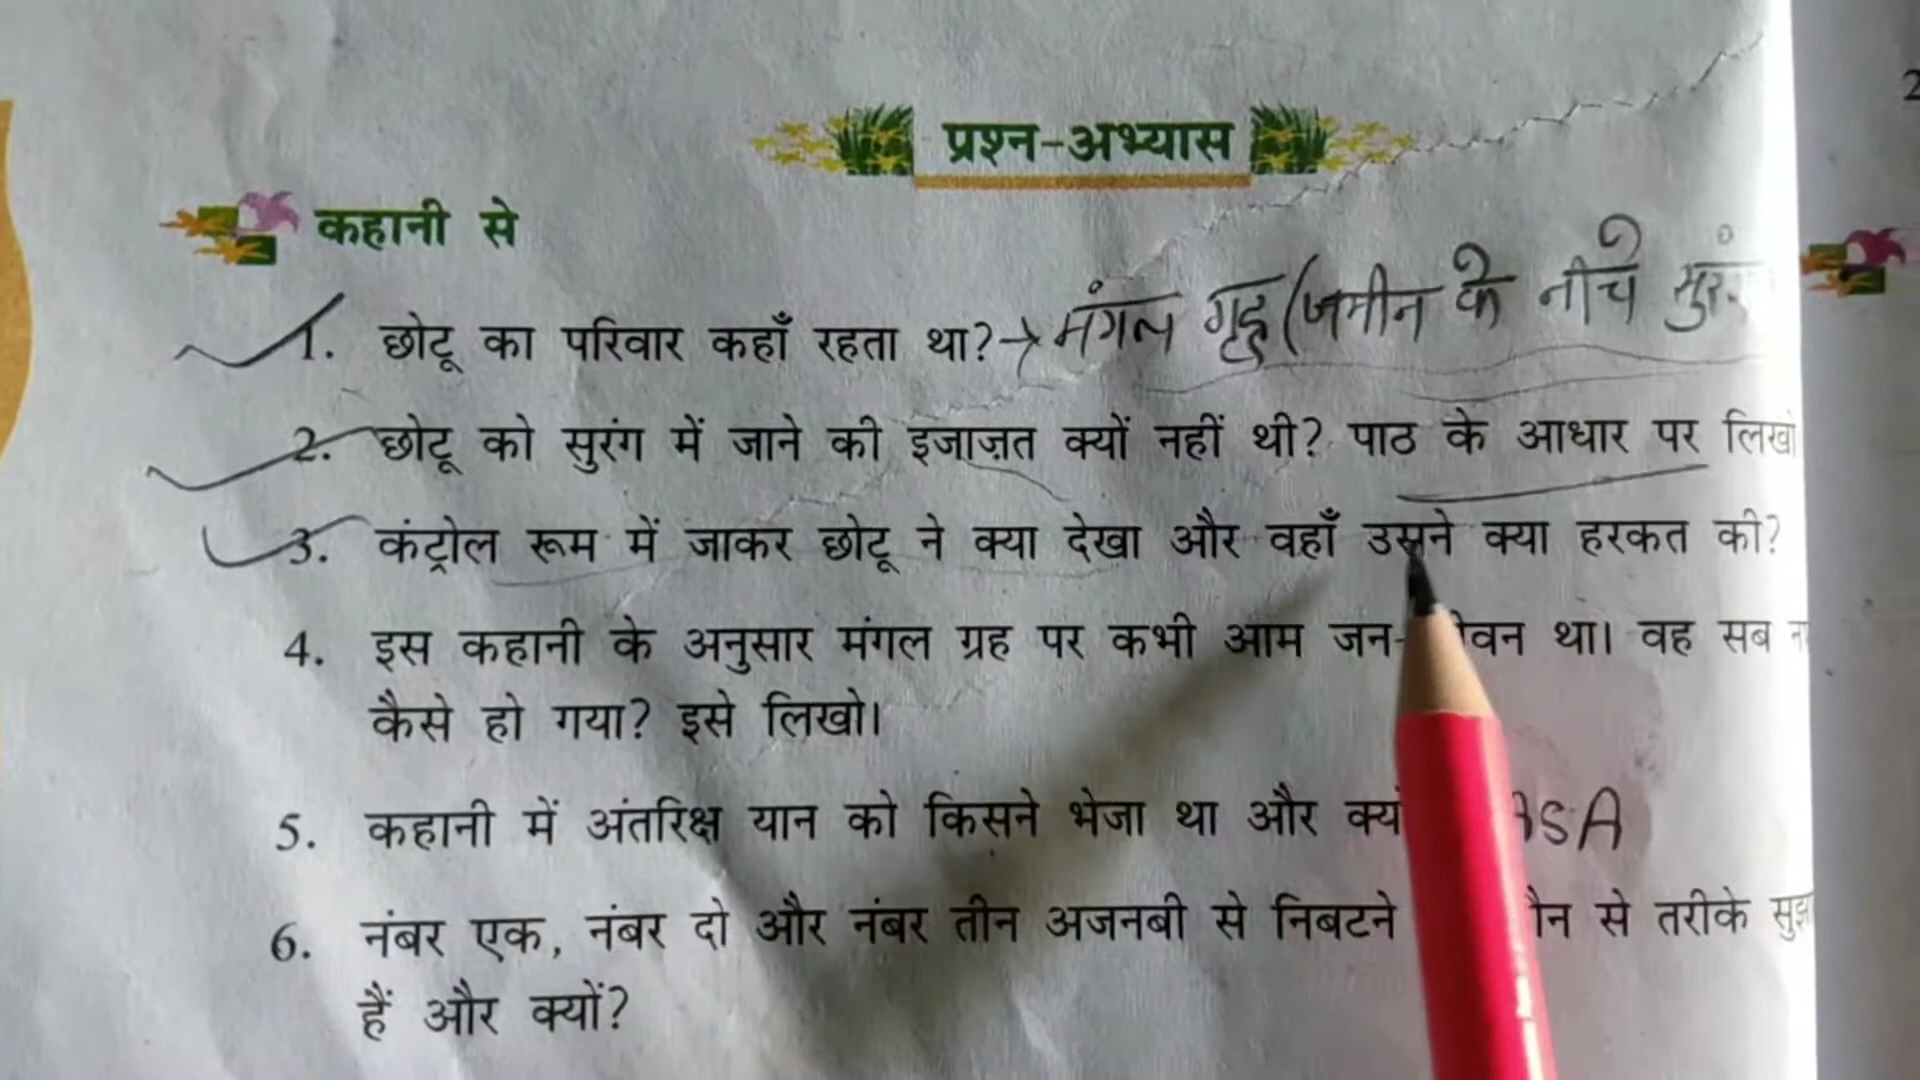 प्रश्न-अभ्यास
कहानी से
1. छोटू का परिवार कहाँ रहता था? → मंगल गृह (जमीन के नीचे
2. छोटू को सुरंग में जाने की इजाज़त क्यों नहीं थी? पाठ के आधार पर लिखो
3. कंट्रोल रूम में जाकर छोटू ने क्या देखा और वहाँ उसने क्या हरकत की?
4. इस कहानी के अनुसार मंगल ग्रह पर कभी आम जन- था। वह सब
कैसे हो गया? इसे लिखो।
5. कहानी में अंतरिक्ष यान को किसने भेजा था और
6. नंबर एक, नंबर दो और नंबर तीन अजनबी से निबटने से तरीके
हैं और क्यों?
2